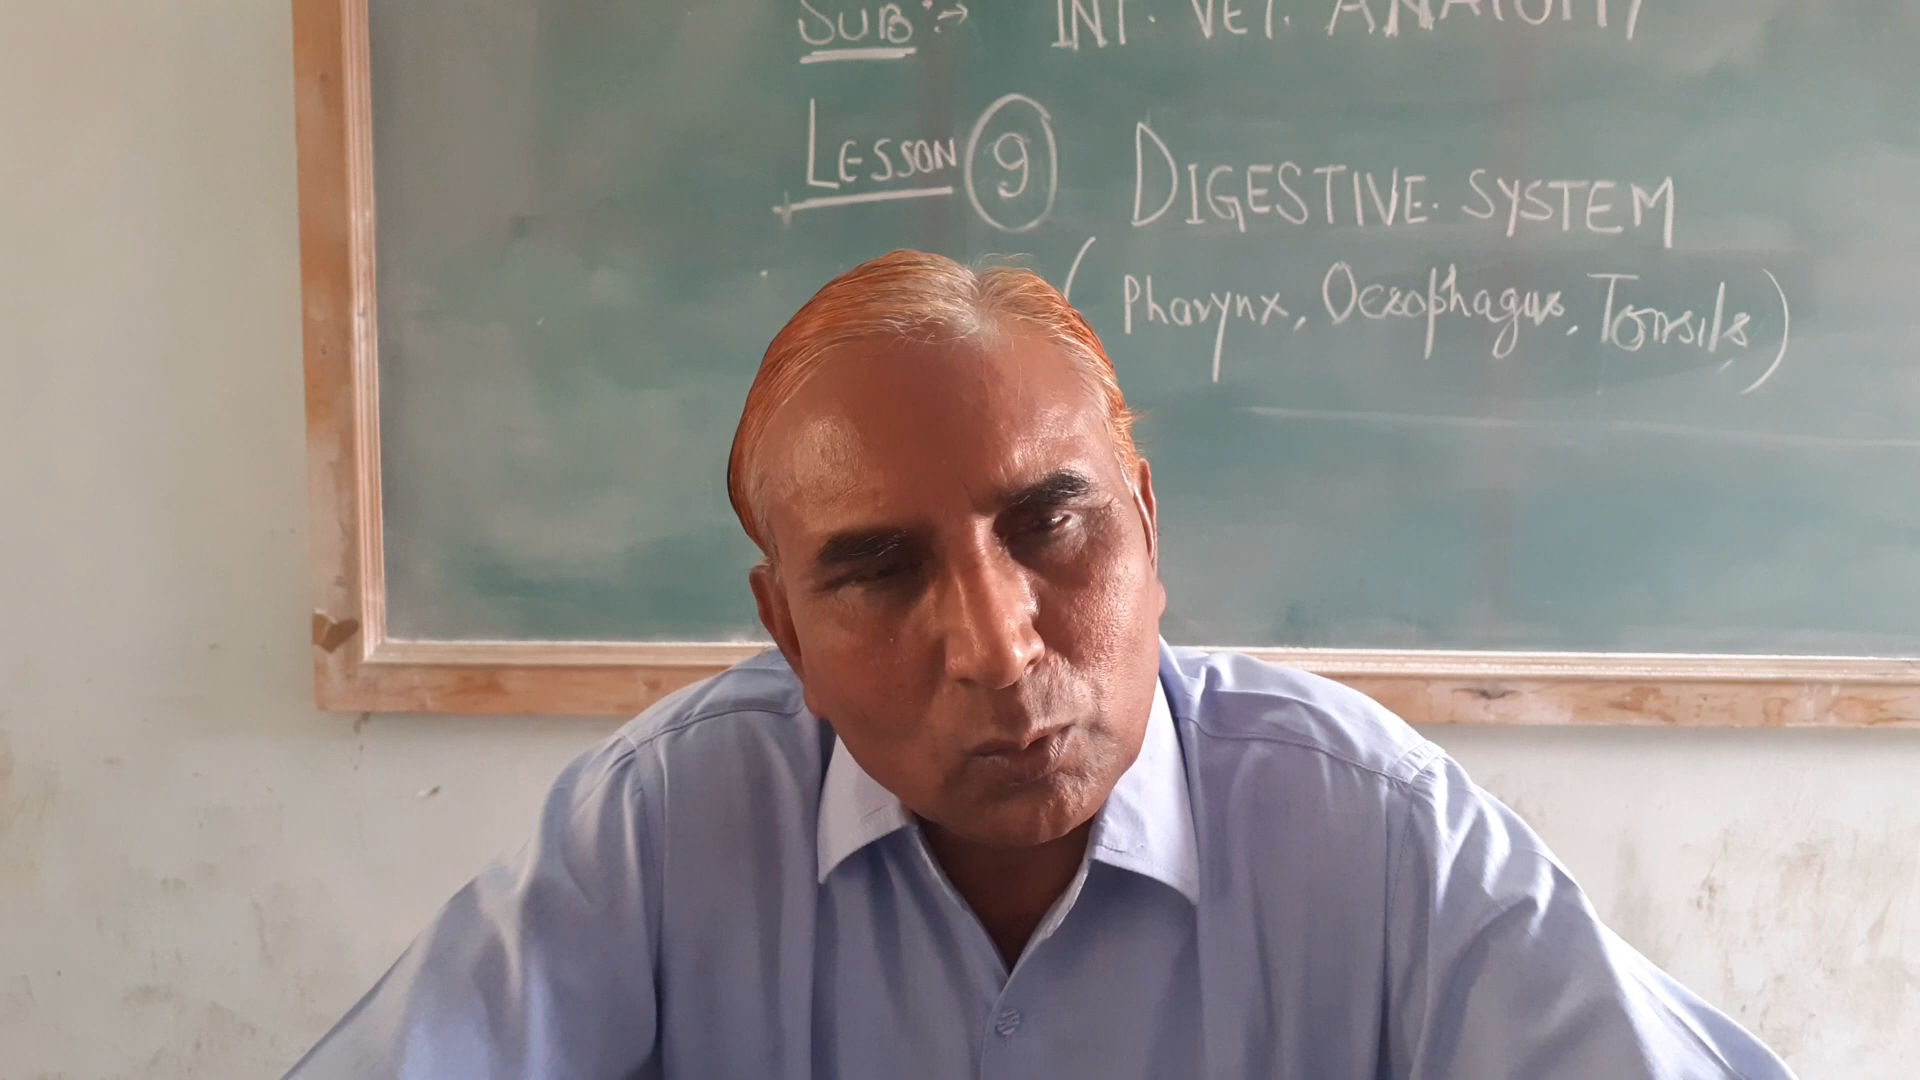 SUB:→ INT. VET. ANATOMY
LESSON 9 DIGESTIVE. SYSTEM
(Pharynx, Oesophagus, Tonsils)